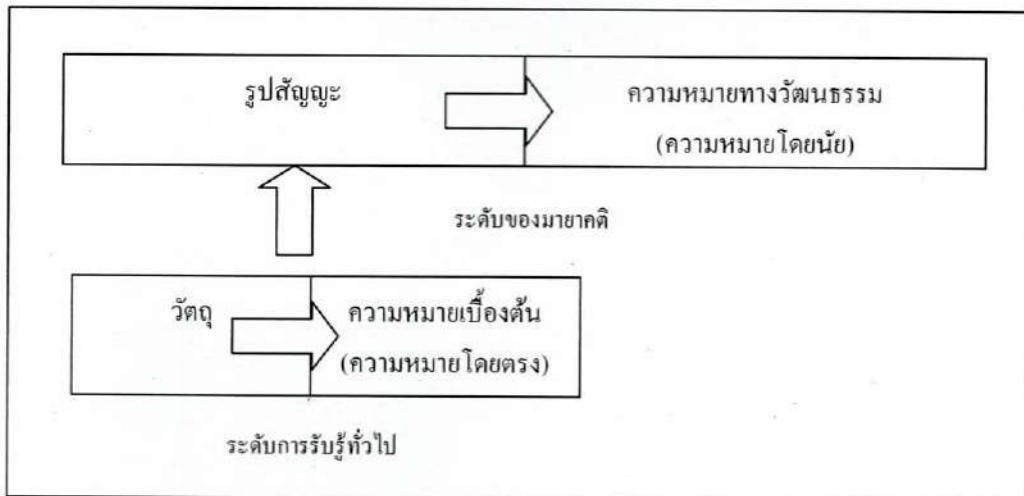 รูปสัญญะ
ความหมายทางวัฒนธรรม
(ความหมายโดยนัย)
ระดับของมายาคติ
วัตถุ
ความหมายเบื้องต้น
(ความหมายโดยตรง)
ระดับการรับรู้ทั่วไป